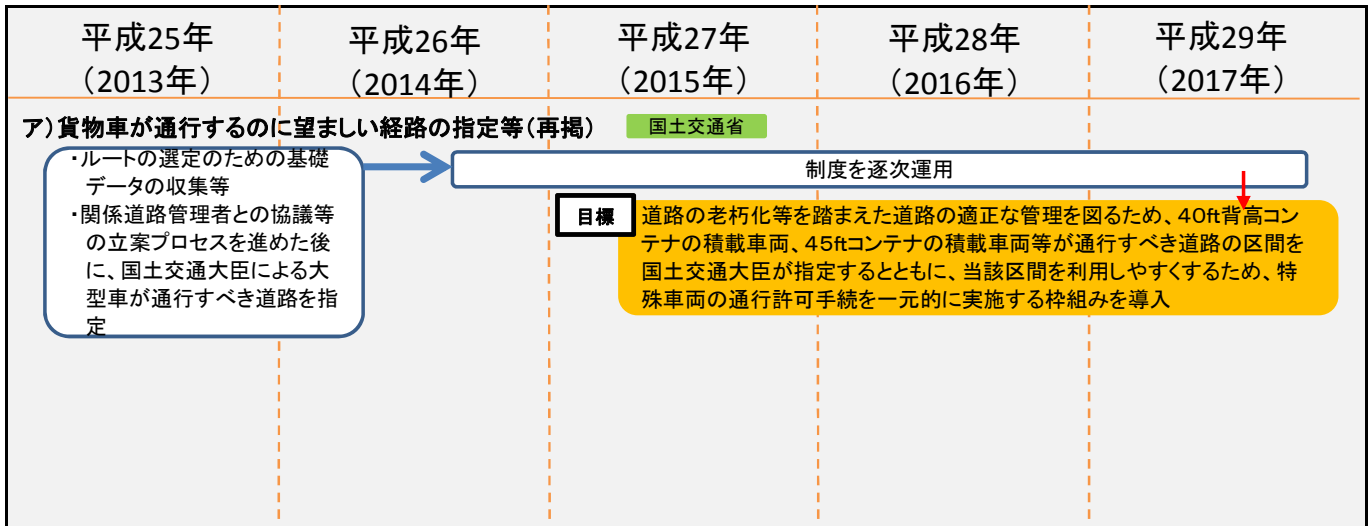 平成25年
（2013年）
平成26年
（2014年）
平成27年
（2015年）
平成28年
（2016年）
平成29年
（2017年）
ア）貨物車が通行するのに望ましい経路の指定等（再掲）
国土交通省
・ルートの選定のための基礎
データの収集等
・関係道路管理者との協議等
の立案プロセスを進めた後
に、国土交通大臣による大
型車が通行すべき道路を指
定
制度を逐次運用
目標
道路の老朽化等を踏まえた道路の適正な管理を図るため、40ft背高コン
テナの積載車両、45ftコンテナの積載車両等が通行すべき道路の区間を
国土交通大臣が指定するとともに、当該区間を利用しやすくするため、特
殊車両の通行許可手続を一元的に実施する枠組みを導入